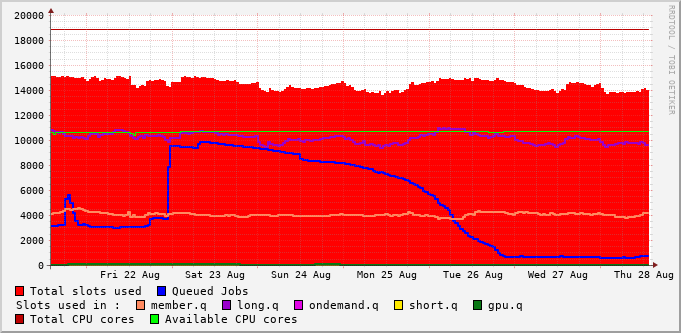 20000
18000
16000
14000
12000
10000
8000
6000
4000
2000
0
Fri 22 Aug Sat 23 Aug Sun 24 Aug Mon 25 Aug Tue 26 Aug Wed 27 Aug Thu 28 Aug
RRDTOOL / TOBI OETIKER
Total slots used Queued Jobs
Slots used in : member.q long.q ondemand.q short.q gpu.q
Total CPU cores Available CPU cores